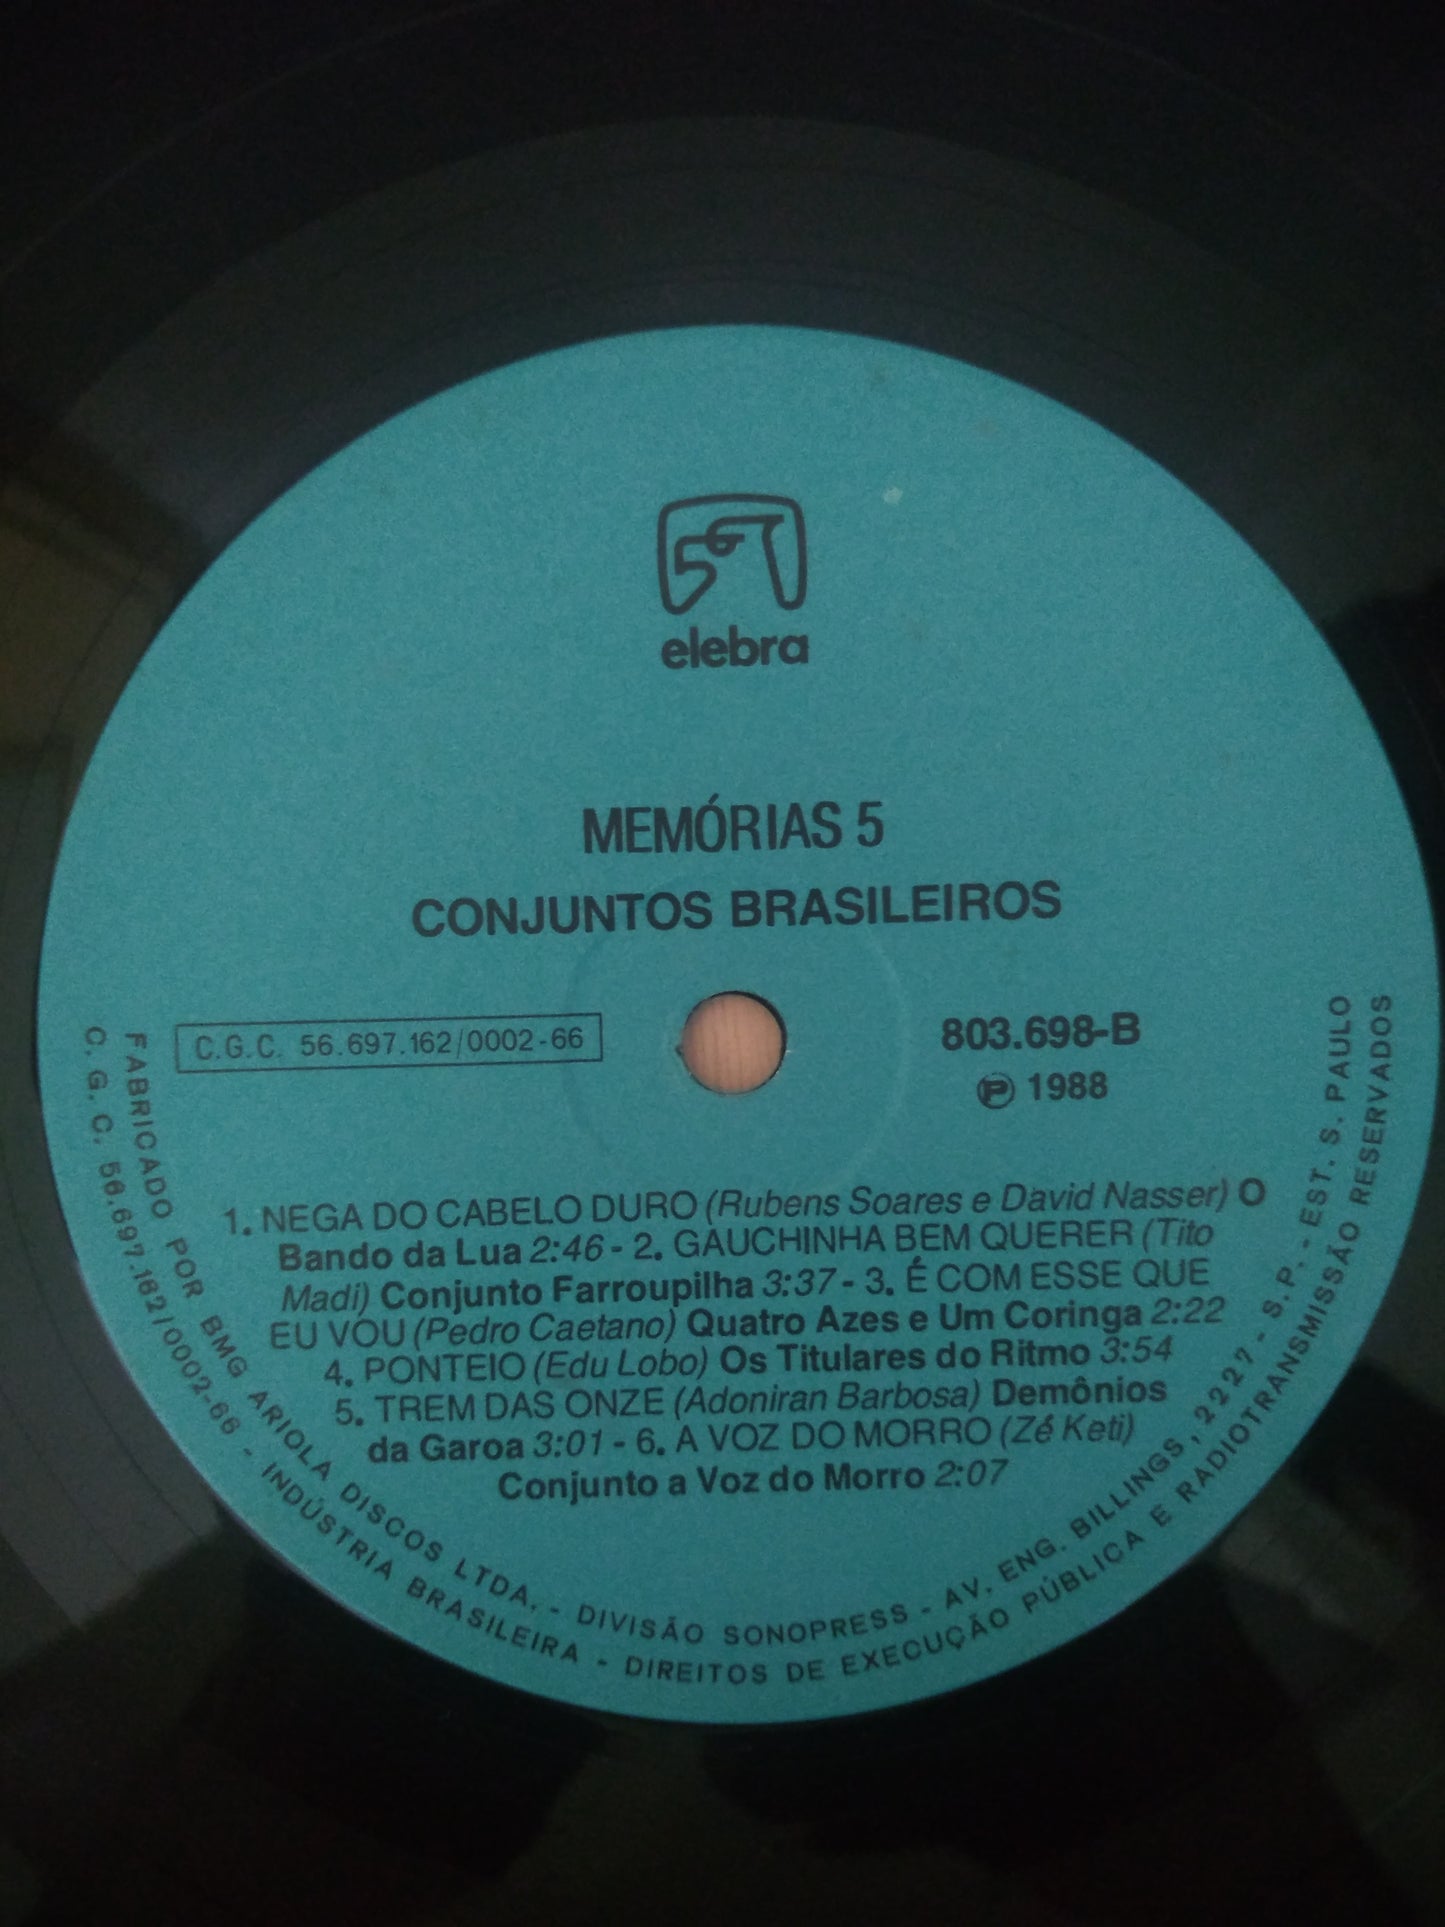 elebra
MEMÓRIAS 5
CONJUNTOS BRASILEIROS
C.G.C. 56.697.162/0002-66
803.698-B
Ⓟ 1988
1. NEGA DO CABELO DURO (Rubens Soares e David Nasser) O
Bando da Lua 2:46 - 2. GAUCHINHA BEM QUERER (Tito
Madi) Conjunto Farroupilha 3:37 - 3. É COM ESSE QUE
EU VOU (Pedro Caetano) Quatro Azes e Um Coringa 2:22
4. PONTEIO (Edu Lobo) Os Titulares do Ritmo 3:54
5. TREM DAS ONZE (Adoniran Barbosa) Demônios
da Garoa 3:01 - 6. A VOZ DO MORRO (Zé Keti)
Conjunto a Voz do Morro 2:07
FABRICADO POR BMG ARIOLA DISCOS LTDA. - DIVISÃO SONOPRESS - AV. ENG. BILLINGS, 2227 - S.P. - EST. S. PAULO
C. G. C. 56.697.162/0002-66 - INDÚSTRIA BRASILEIRA - DIREITOS DE EXECUÇÃO PÚBLICA E RADIOTRANSMISSÃO RESERVADOS